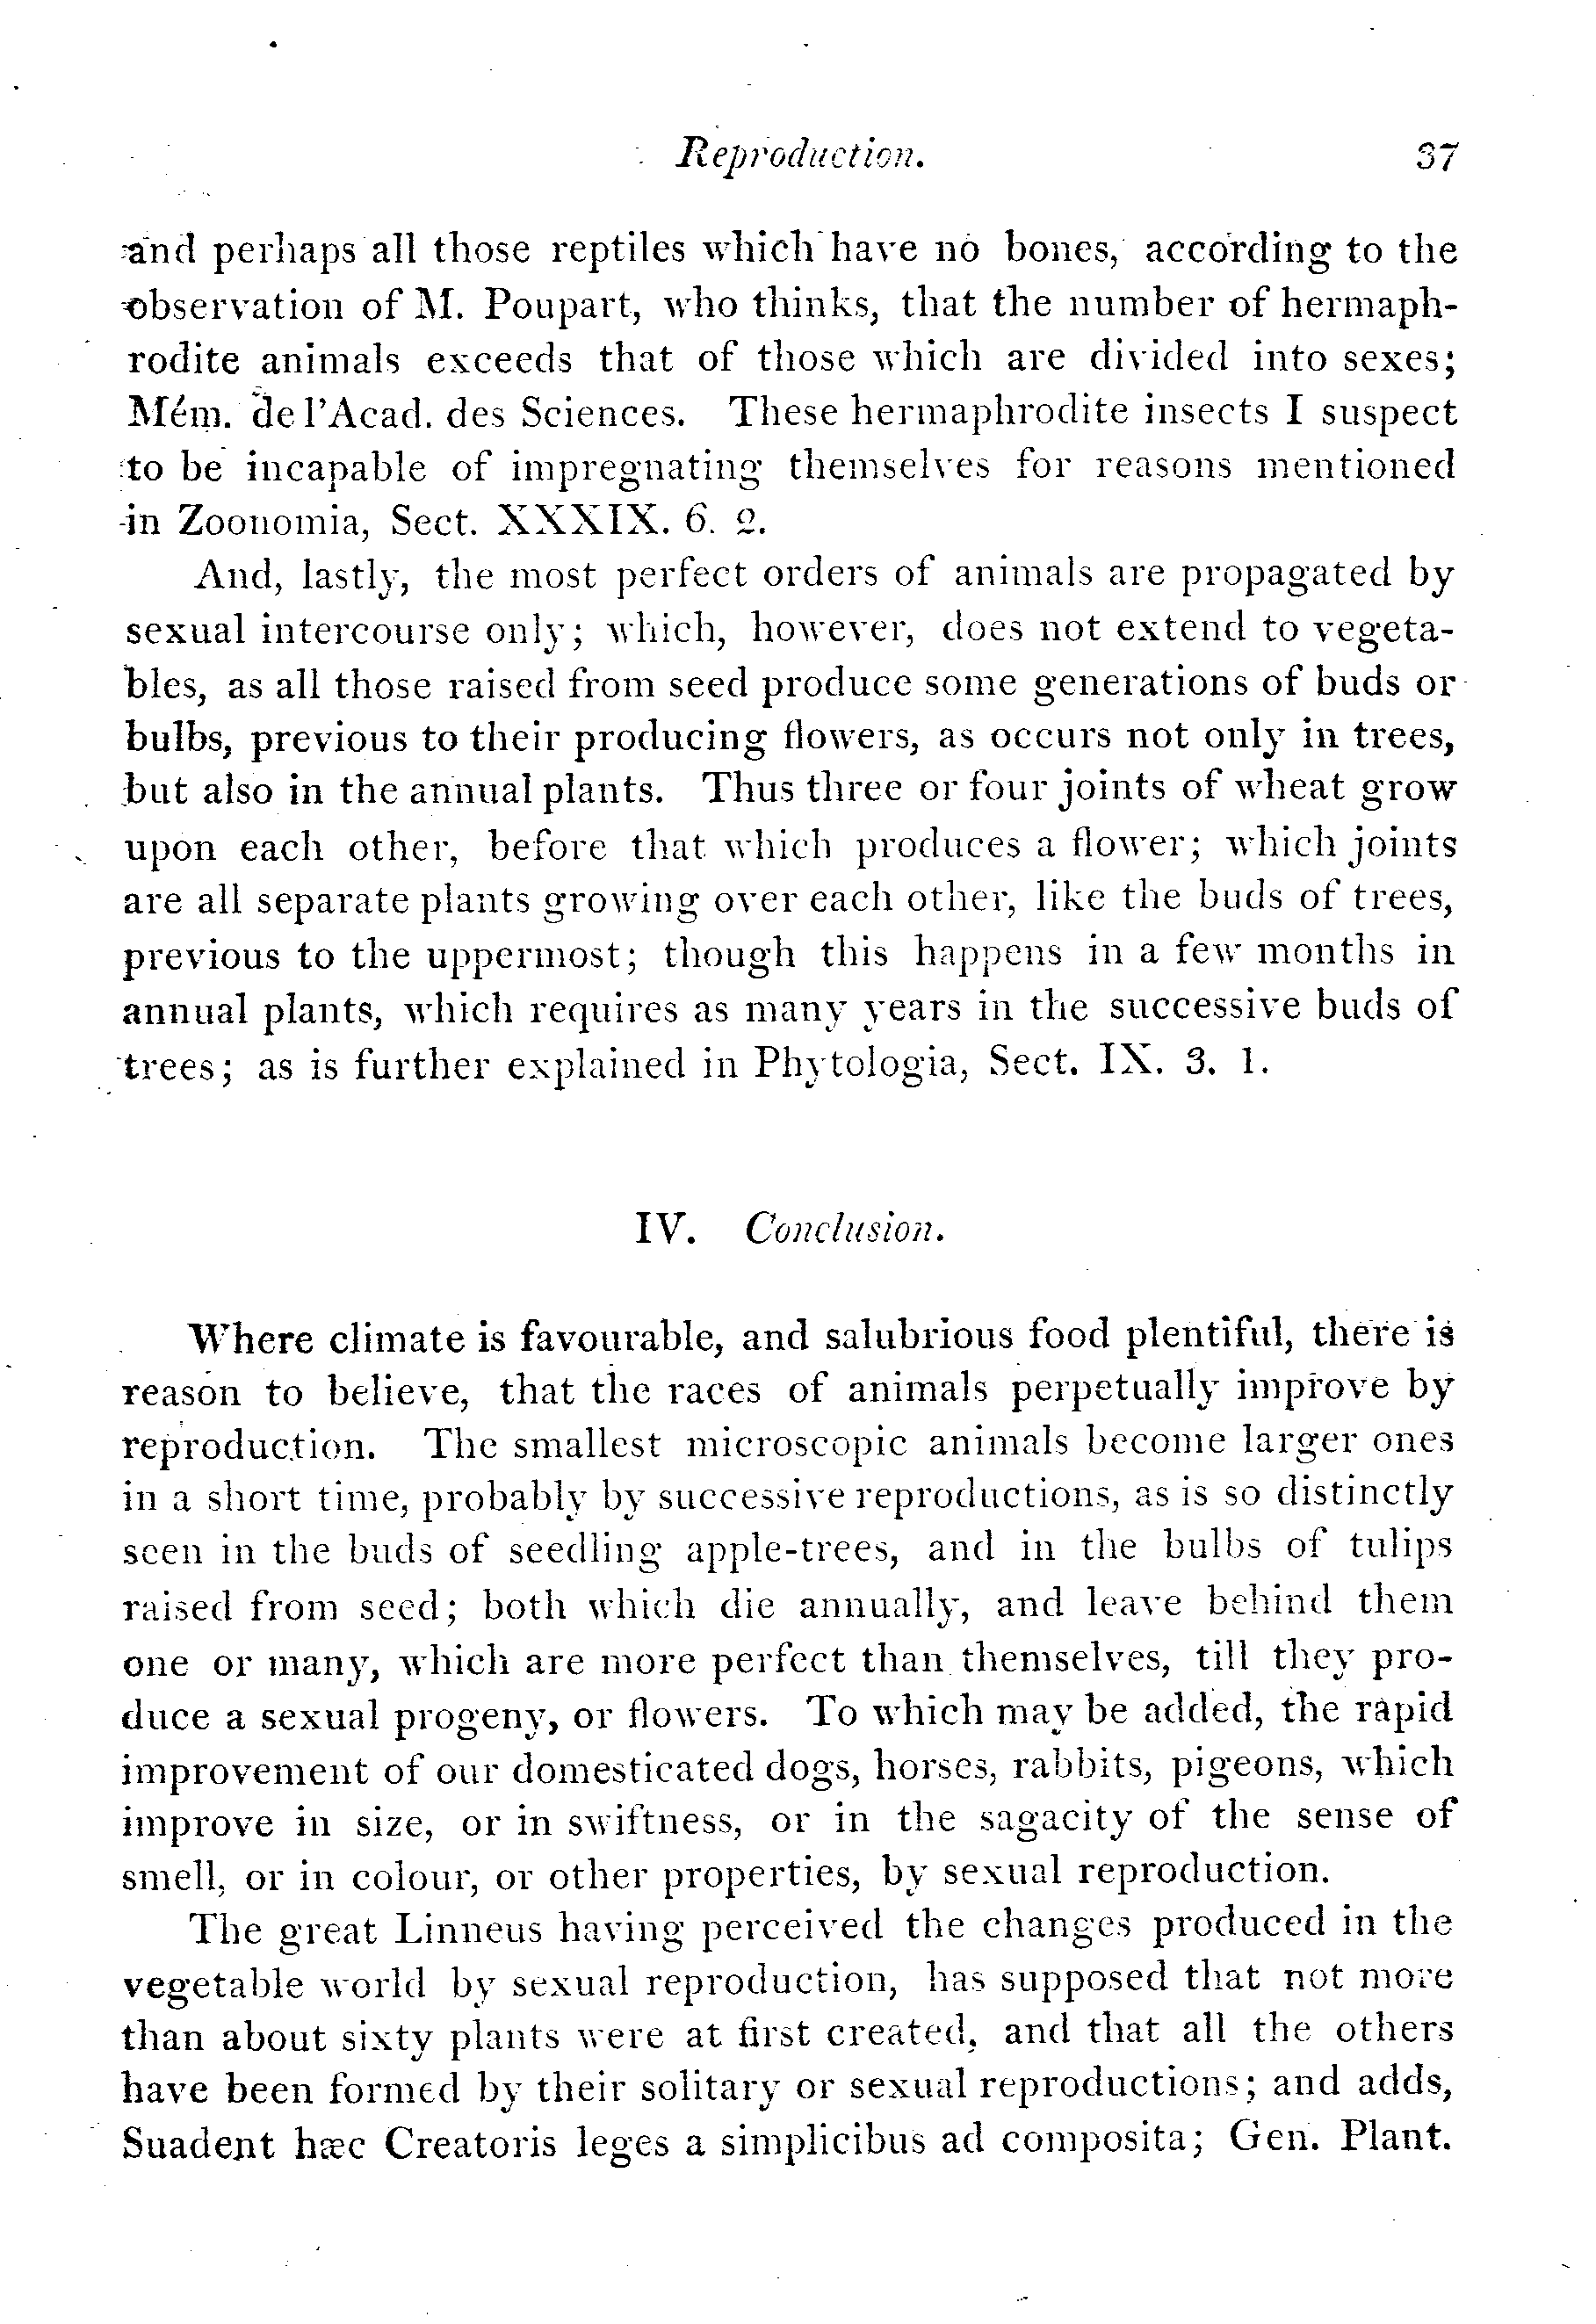 Reproduction. 37
and perhaps all those reptiles which have no bones, according to the
observation of M. Poupart, who thinks, that the number of hermaph-
rodite animals exceeds that of those which are divided into sexes;
Mém. de l'Acad. des Sciences. These hermaphrodite insects I suspect
to be incapable of impregnating themselves for reasons mentioned
in Zoonomia, Sect. XXXIX. 6. 2.
And, lastly, the most perfect orders of animals are propagated by
sexual intercourse only; which, however, does not extend to vegeta-
bles, as all those raised from seed produce some generations of buds or
bulbs, previous to their producing flowers, as occurs not only in trees,
but also in the annual plants. Thus three or four joints of wheat grow
upon each other, before that which produces a flower; which joints
are all separate plants growing over each other, like the buds of trees,
previous to the uppermost; though this happens in a few months in
annual plants, which requires as many years in the successive buds of
trees; as is further explained in Phytologia, Sect. IX. 3. 1.
IV. Conclusion.
Where climate is favourable, and salubrious food plentiful, there is
reason to believe, that the races of animals perpetually improve by
reproduction. The smallest microscopic animals become larger ones
in a short time, probably by successive reproductions, as is so distinctly
seen in the buds of seedling apple-trees, and in the bulbs of tulips
raised from seed; both which die annually, and leave behind them
one or many, which are more perfect than themselves, till they pro-
duce a sexual progeny, or flowers. To which may be added, the rapid
improvement of our domesticated dogs, horses, rabbits, pigeons, which
improve in size, or in swiftness, or in the sagacity of the sense of
smell, or in colour, or other properties, by sexual reproduction.
The great Linneus having perceived the changes produced in the
vegetable world by sexual reproduction, has supposed that not more
than about sixty plants were at first created, and that all the others
have been formed by their solitary or sexual reproductions; and adds,
Suadent hæc Creatoris leges a simplicibus ad composita; Gen. Plant.